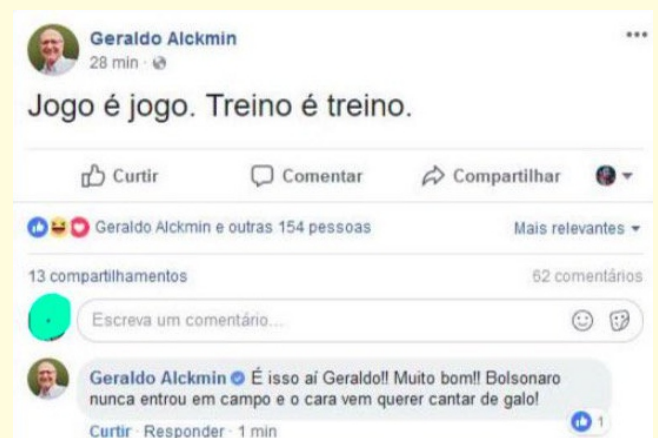 Geraldo Alckmin
28 min
Jogo é jogo. Treino é treino.
Curtir Comentar Compartilhar
Geraldo Alckmin e outras 154 pessoas Mais relevantes
13 compartilhamentos 62 comentários
Escreva um comentário...
Geraldo Alckmin É isso aí Geraldo!! Muito bom!! Bolsonaro
nunca entrou em campo e o cara vem querer cantar de galo!
1
Curtir · Responder · 1 min